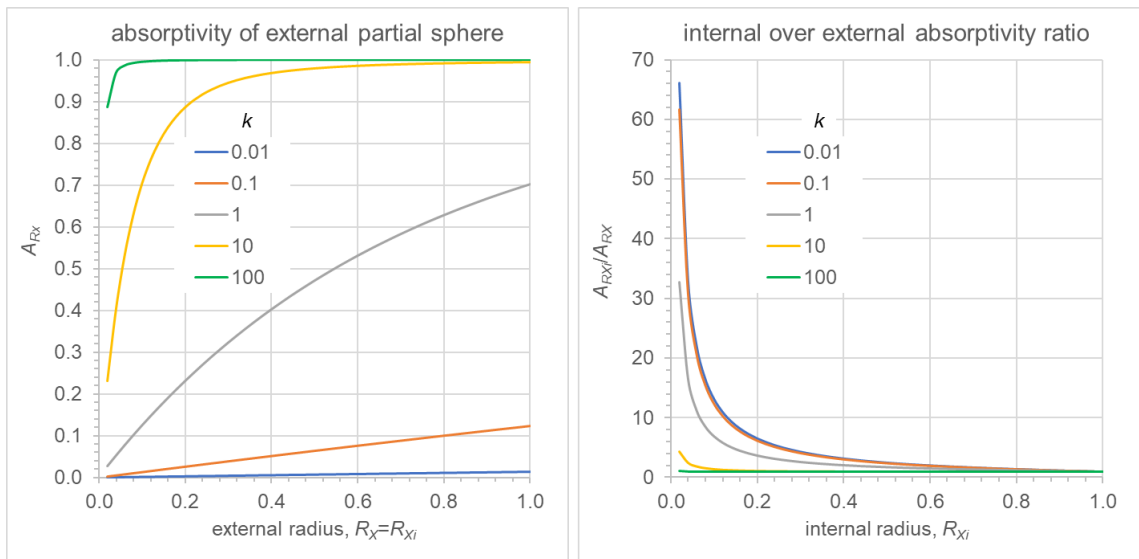 absorptivity of external partial sphere
1.0
0.9
0.8
0.7
0.6
0.5
0.4
0.3
0.2
0.1
0.0
A_Rx
k
0.01
0.1
1
10
100
0.0 0.2 0.4 0.6 0.8 1.0
external radius, R_X=R_Xi
internal over external absorptivity ratio
70
60
50
40
30
20
10
0
A_RXi/A_RX
k
0.01
0.1
1
10
100
0.0 0.2 0.4 0.6 0.8 1.0
internal radius, R_Xi